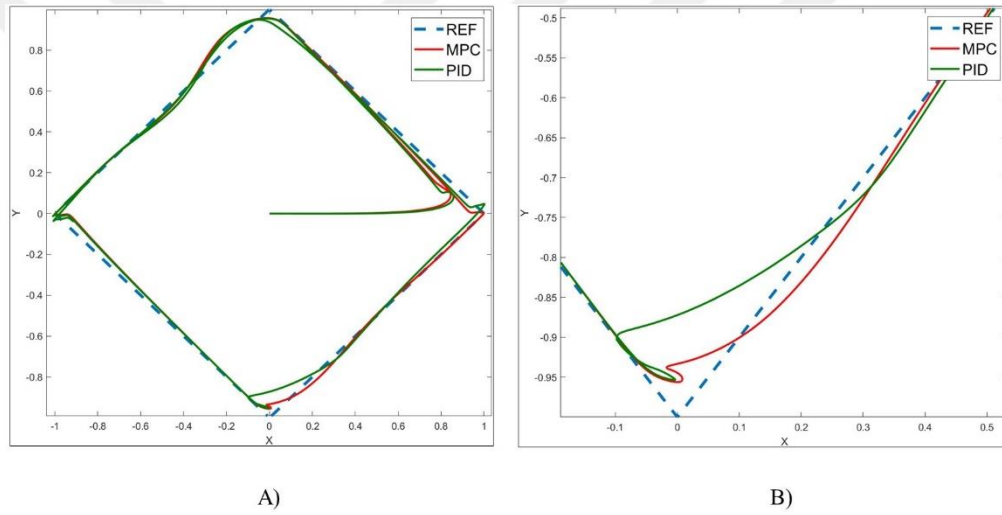 REF
MPC
PID
0.8
0.6
0.4
0.2
0
-0.2
-0.4
-0.6
-0.8
Y
-1 -0.8 -0.6 -0.4 -0.2 0 0.2 0.4 0.6 0.8 1
X
A)
REF
MPC
PID
-0.5
-0.55
-0.6
-0.65
-0.7
-0.75
-0.8
-0.85
-0.9
-0.95
Y
-0.1 0 0.1 0.2 0.3 0.4 0.5
X
B)